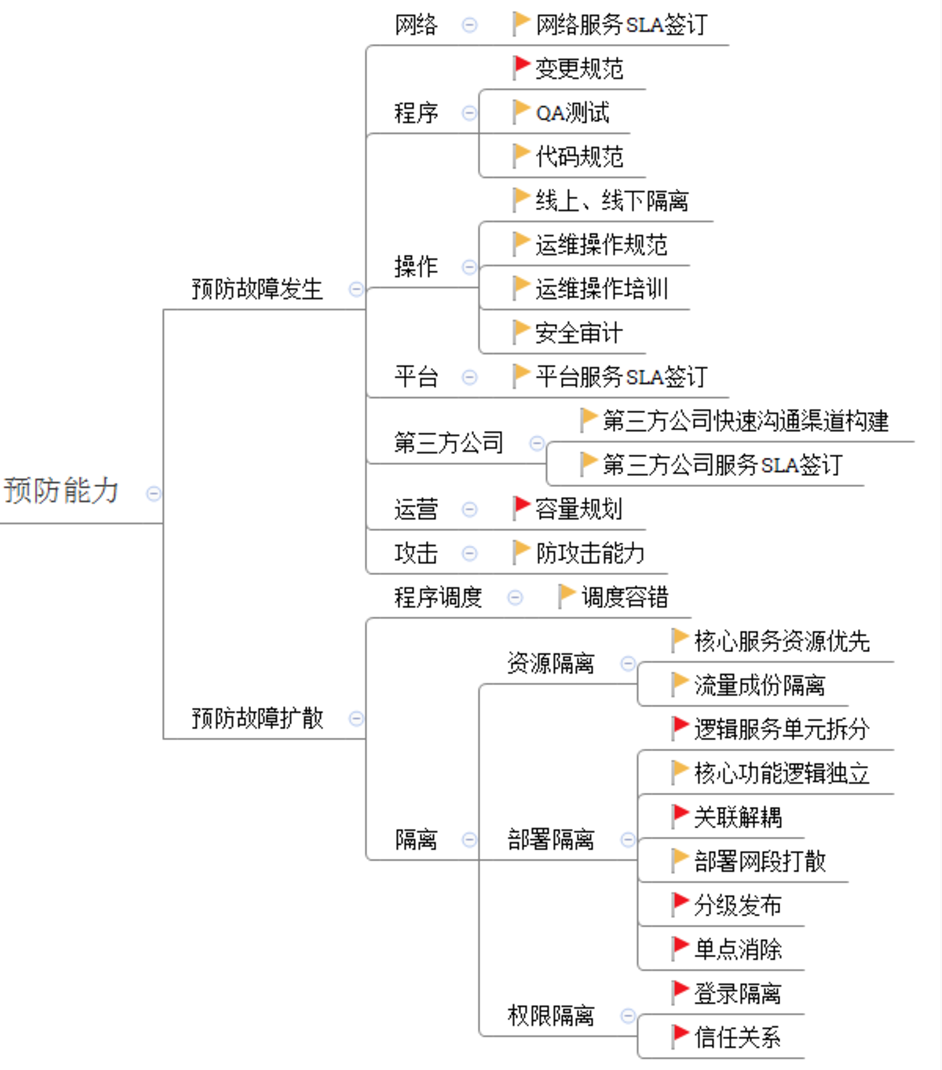 网络
网络服务SLA签订
变更规范
程序
QA测试
代码规范
线上、线下隔离
运维操作规范
操作
预防故障发生
运维操作培训
安全审计
平台
平台服务SLA签订
第三方公司快速沟通渠道构建
第三方公司
第三方公司服务SLA签订
预防能力
运营
容量规划
攻击
防攻击能力
程序调度
调度容错
核心服务资源优先
资源隔离
流量成份隔离
预防故障扩散
逻辑服务单元拆分
核心功能逻辑独立
关联解耦
隔离
部署隔离
部署网段打散
分级发布
单点消除
登录隔离
权限隔离
信任关系